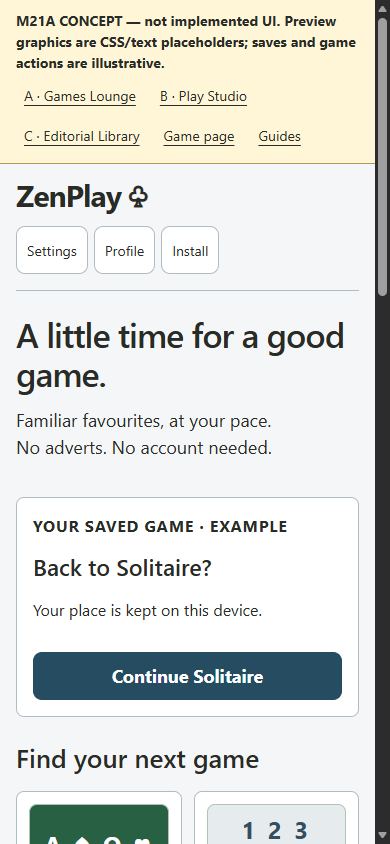 M21A CONCEPT — not implemented UI. Preview
graphics are CSS/text placeholders; saves and game
actions are illustrative.
A · Games Lounge B · Play Studio
C · Editorial Library Game page Guides
ZenPlay
Settings Profile Install
A little time for a good
game.
Familiar favourites, at your pace.
No adverts. No account needed.
YOUR SAVED GAME · EXAMPLE
Back to Solitaire?
Your place is kept on this device.
Continue Solitaire
Find your next game
1 2 3